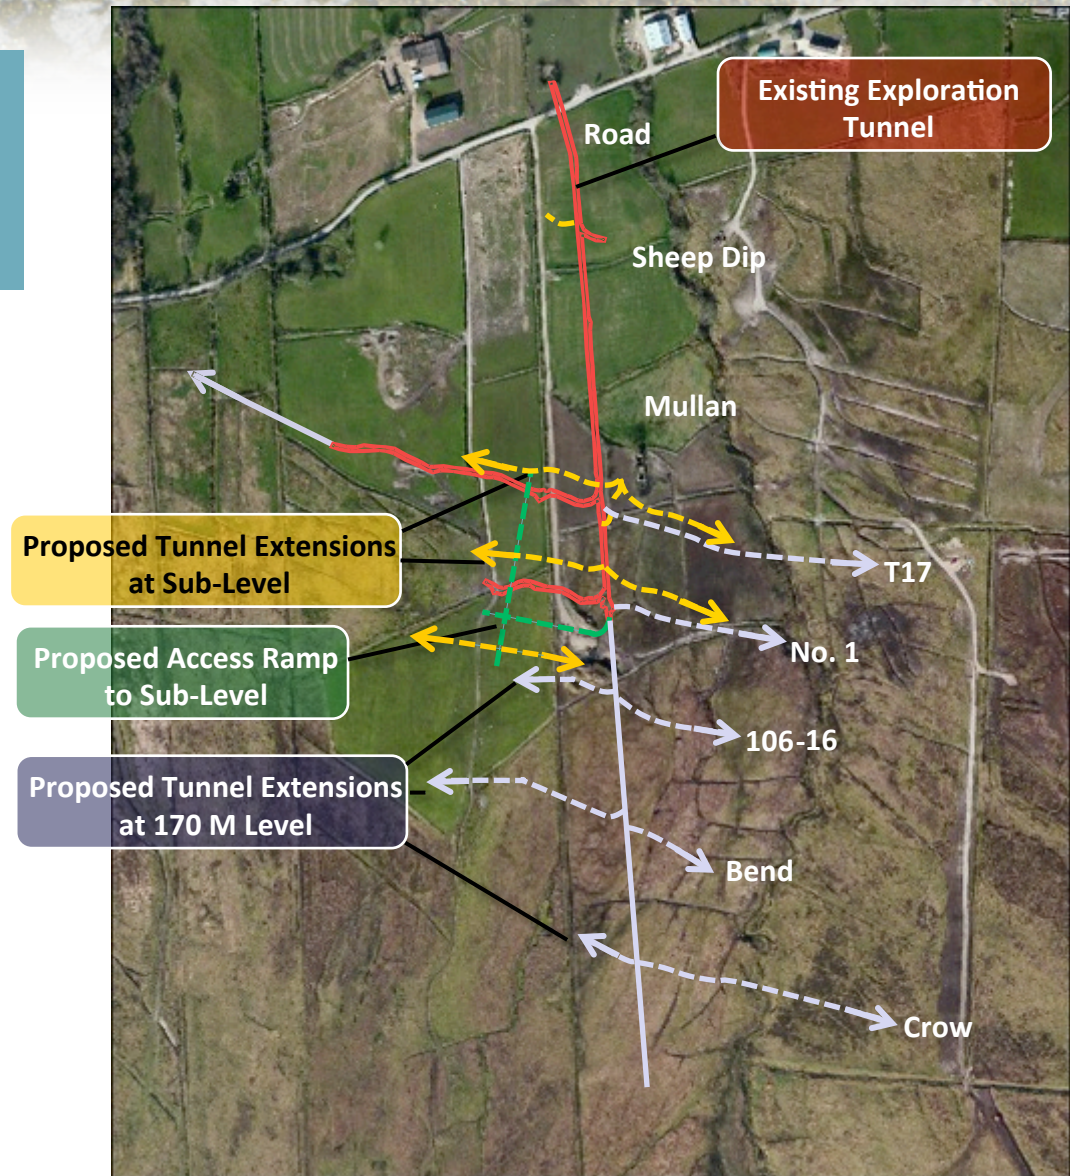 Existing Exploration
Tunnel
Road
Sheep Dip
Mullan
Proposed Tunnel Extensions
at Sub-Level
T17
Proposed Access Ramp
to Sub-Level
No. 1
106-16
Proposed Tunnel Extensions
at 170 M Level
Bend
Crow